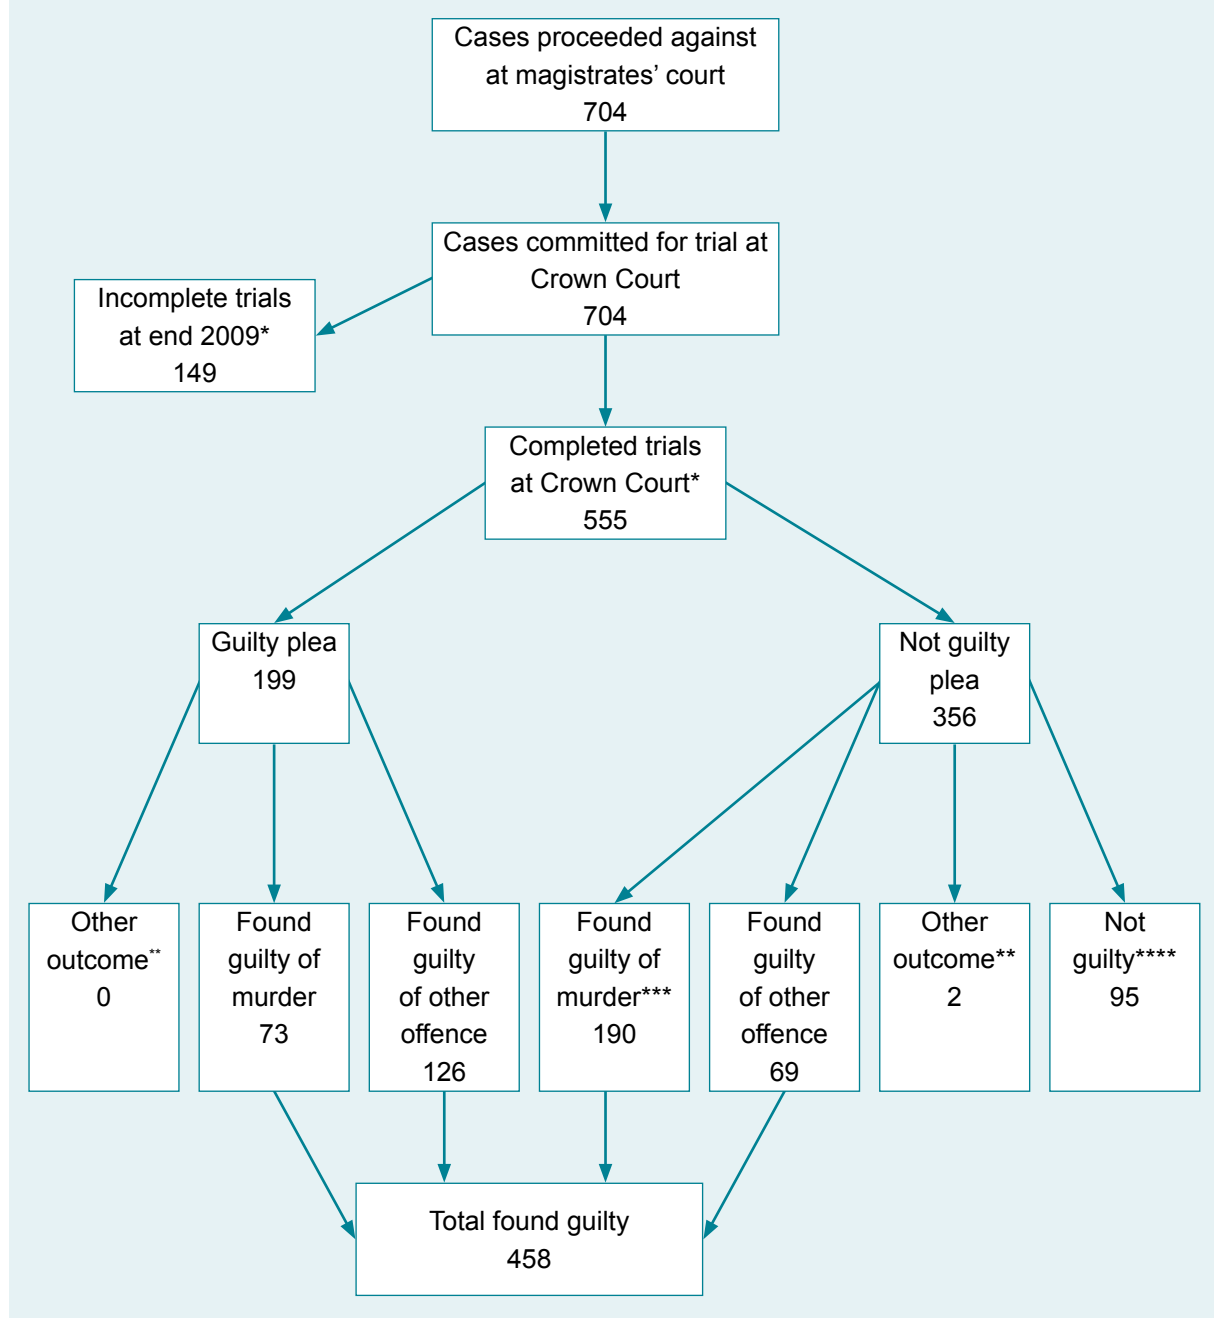 Cases proceeded against
at magistrates’ court
704
Cases committed for trial at
Crown Court
704
Incomplete trials
at end 2009*
149
Completed trials
at Crown Court*
555
Guilty plea
199
Not guilty
plea
356
Other
outcome**
0
Found
guilty of
murder
73
Found
guilty
of other
offence
126
Found
guilty of
murder***
190
Found
guilty
of other
offence
69
Other
outcome**
2
Not
guilty****
95
Total found guilty
458